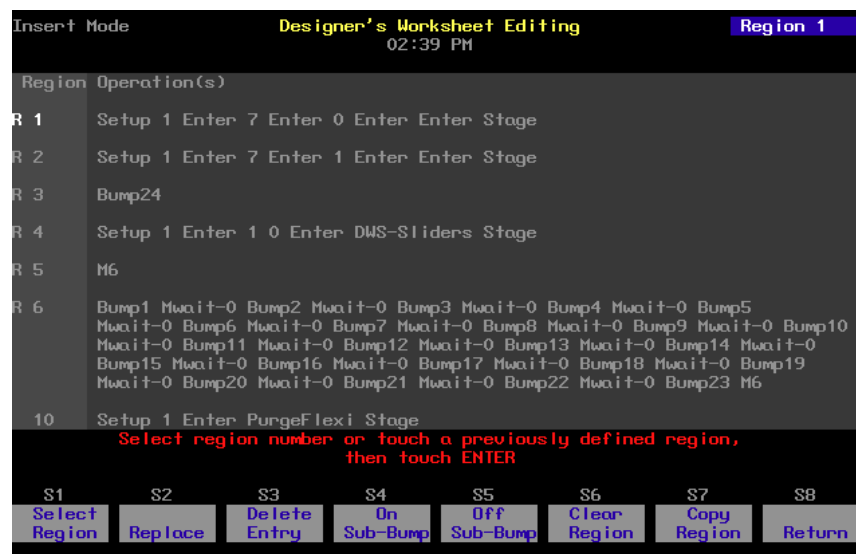 Insert Mode Designer's Worksheet Editing Region 1
02:39 PM
Region Operation(s)
R 1 Setup 1 Enter 7 Enter 0 Enter Enter Stage
R 2 Setup 1 Enter 7 Enter 1 Enter Enter Stage
R 3 Bump24
R 4 Setup 1 Enter 1 0 Enter DWS-Sliders Stage
R 5 M6
R 6 Bump1 Mwait-0 Bump2 Mwait-0 Bump3 Mwait-0 Bump4 Mwait-0 Bump5
Mwait-0 Bump6 Mwait-0 Bump7 Mwait-0 Bump8 Mwait-0 Bump9 Mwait-0 Bump10
Mwait-0 Bump11 Mwait-0 Bump12 Mwait-0 Bump13 Mwait-0 Bump14 Mwait-0
Bump15 Mwait-0 Bump16 Mwait-0 Bump17 Mwait-0 Bump18 Mwait-0 Bump19
Mwait-0 Bump20 Mwait-0 Bump21 Mwait-0 Bump22 Mwait-0 Bump23 M6
10 Setup 1 Enter PurgeFlexi Stage
Select region number or touch a previously defined region,
then touch ENTER
S1 S2 S3 S4 S5 S6 S7 S8
Select Delete On Off Clear Copy
Region Replace Entry Sub-Bump Sub-Bump Region Region Return